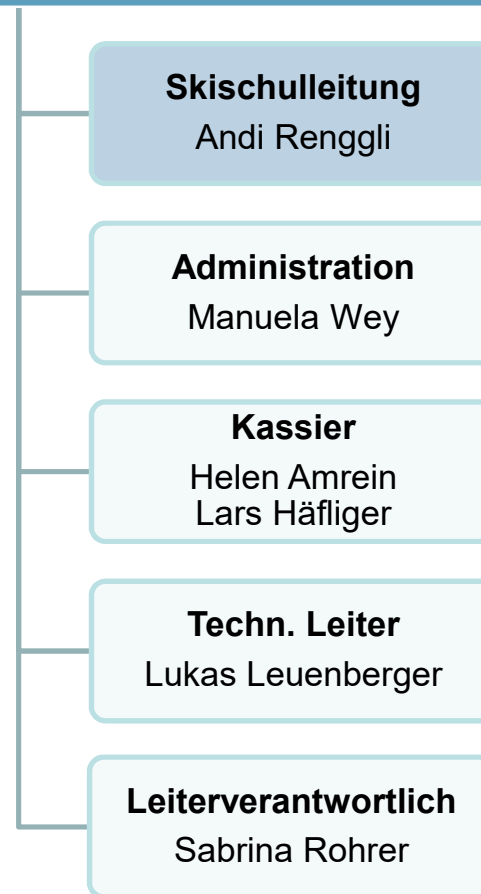 Skischulleitung
Andi Renggli
Administration
Manuela Wey
Kassier
Helen Amrein
Lars Häfliger
Techn. Leiter
Lukas Leuenberger
Leiterverantwortlich
Sabrina Rohrer